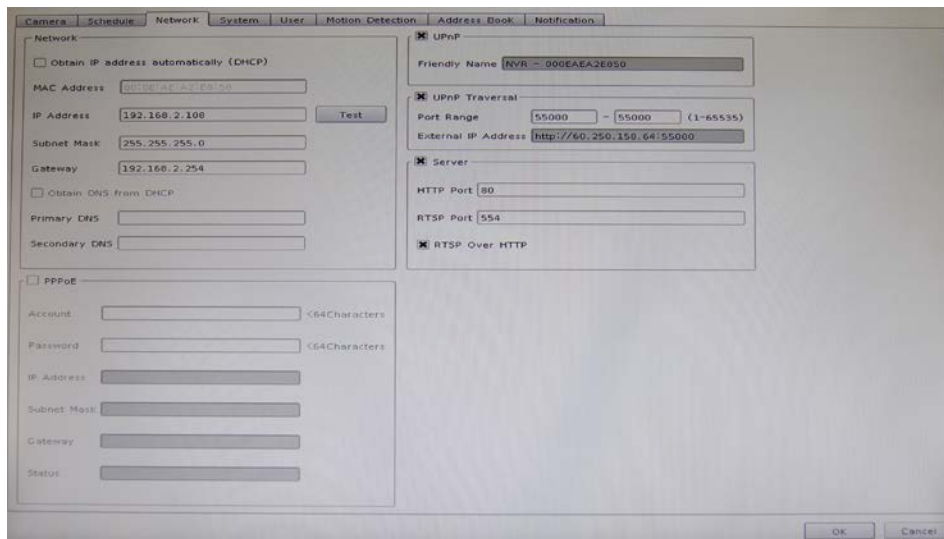 Camera Schedule Network System User Motion Detection Address Book Notification
Network
Obtain IP address automatically (DHCP)
MAC Address
IP Address 192.168.2.108 Test
Subnet Mask 255.255.255.0
Gateway 192.168.2.254
Obtain DNS from DHCP
Primary DNS
Secondary DNS
PPPoE
Account <64Characters
Password <64Characters
IP Address
Subnet Mask
Gateway
Status
UPnP
Friendly Name NVR - 000EAEA2E850
UPnP Traversal
Port Range 55000 - 55000 (1-65535)
External IP Address http://60.250.158.64:55000
Server
HTTP Port 80
RTSP Port 554
RTSP Over HTTP
OK Cancel